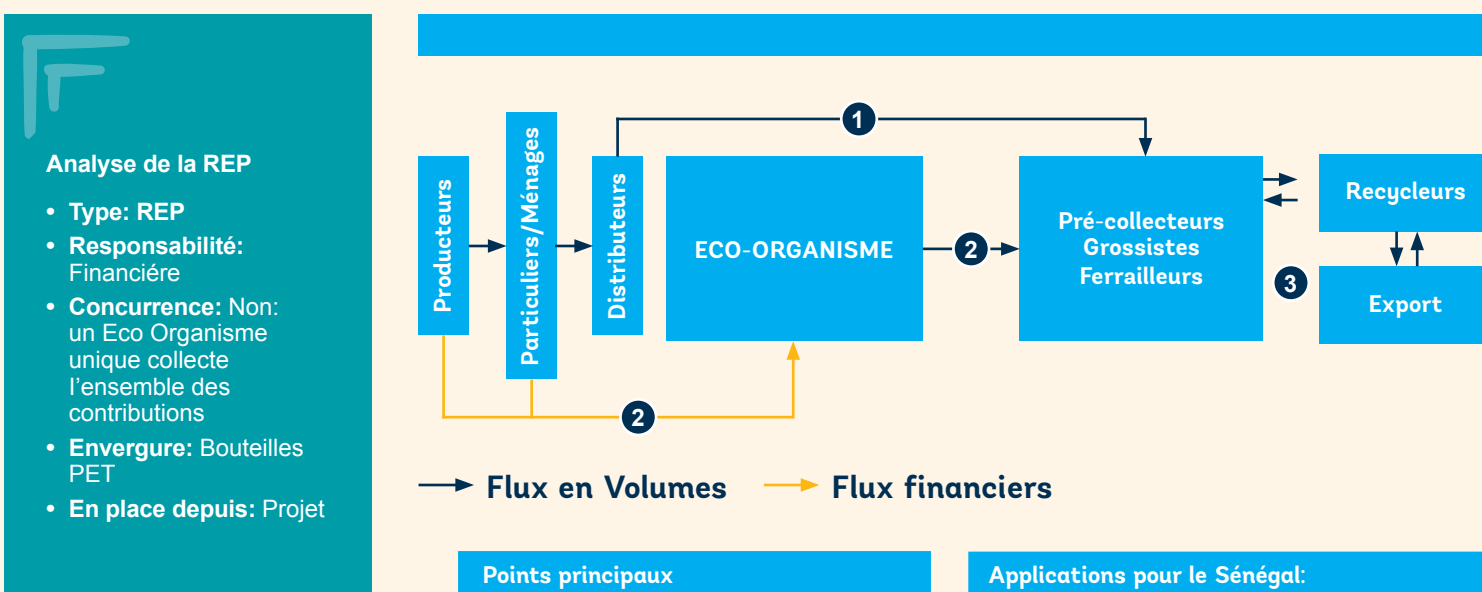 Analyse de la REP
• Type: REP
• Responsabilité:
Financiére
• Concurrence: Non:
un Eco Organisme
unique collecte
l’ensemble des
contributions
• Envergure: Bouteilles
PET
• En place depuis: Projet
1
Producteurs
Particuliers/Ménages
Distributeurs
ECO-ORGANISME
2
Pré-collecteurs
Grossistes
Ferrailleurs
Recycleurs
3
Export
2
Flux en Volumes
Flux financiers
Points principaux
Applications pour le Sénégal: